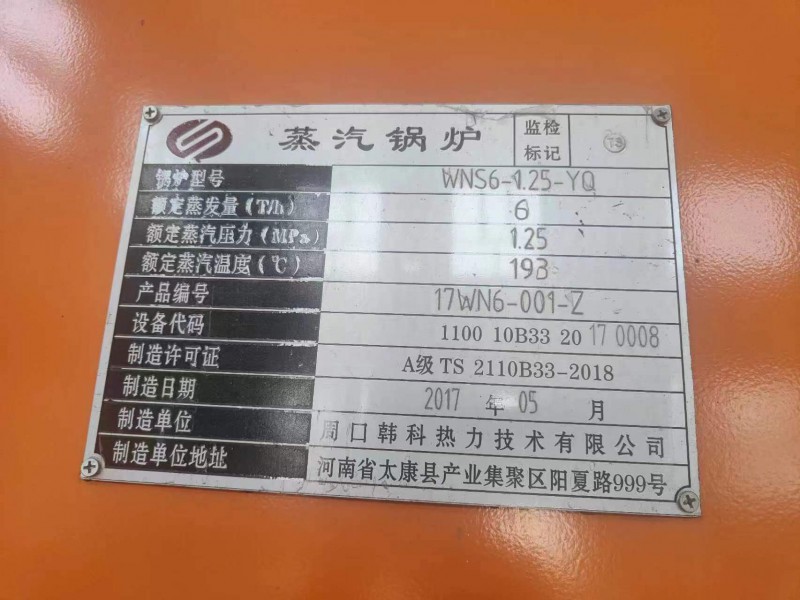 蒸汽锅炉 监检标记 TS
锅炉型号 WNS6-1.25-YQ
额定蒸发量(T/h) 6
额定蒸汽压力(MPa) 1.25
额定蒸汽温度(℃) 193
产品编号 17WN6-001-Z
设备代码 1100 10B33 20 17 0008
制造许可证 A级 TS 2110B33-2018
制造日期 2017 年 05 月
制造单位 周口韩科热力技术有限公司
制造单位地址 河南省太康县产业集聚区阳夏路999号